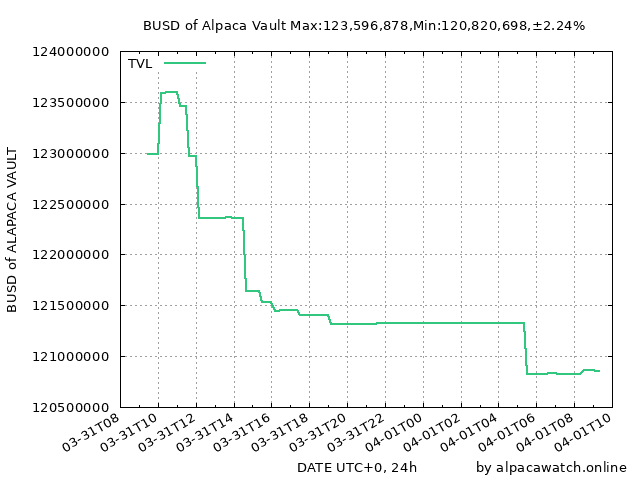 BUSD of Alpaca Vault Max:123,596,878,Min:120,820,698,±2.24%
TVL
124000000
123500000
123000000
122500000
122000000
121500000
121000000
120500000
BUSD of ALAPACA VAULT
03-31T08
03-31T10
03-31T12
03-31T14
03-31T16
03-31T18
03-31T20
03-31T22
04-01T00
04-01T02
04-01T04
04-01T06
04-01T08
04-01T10
DATE UTC+0, 24h
by alpacawatch.online